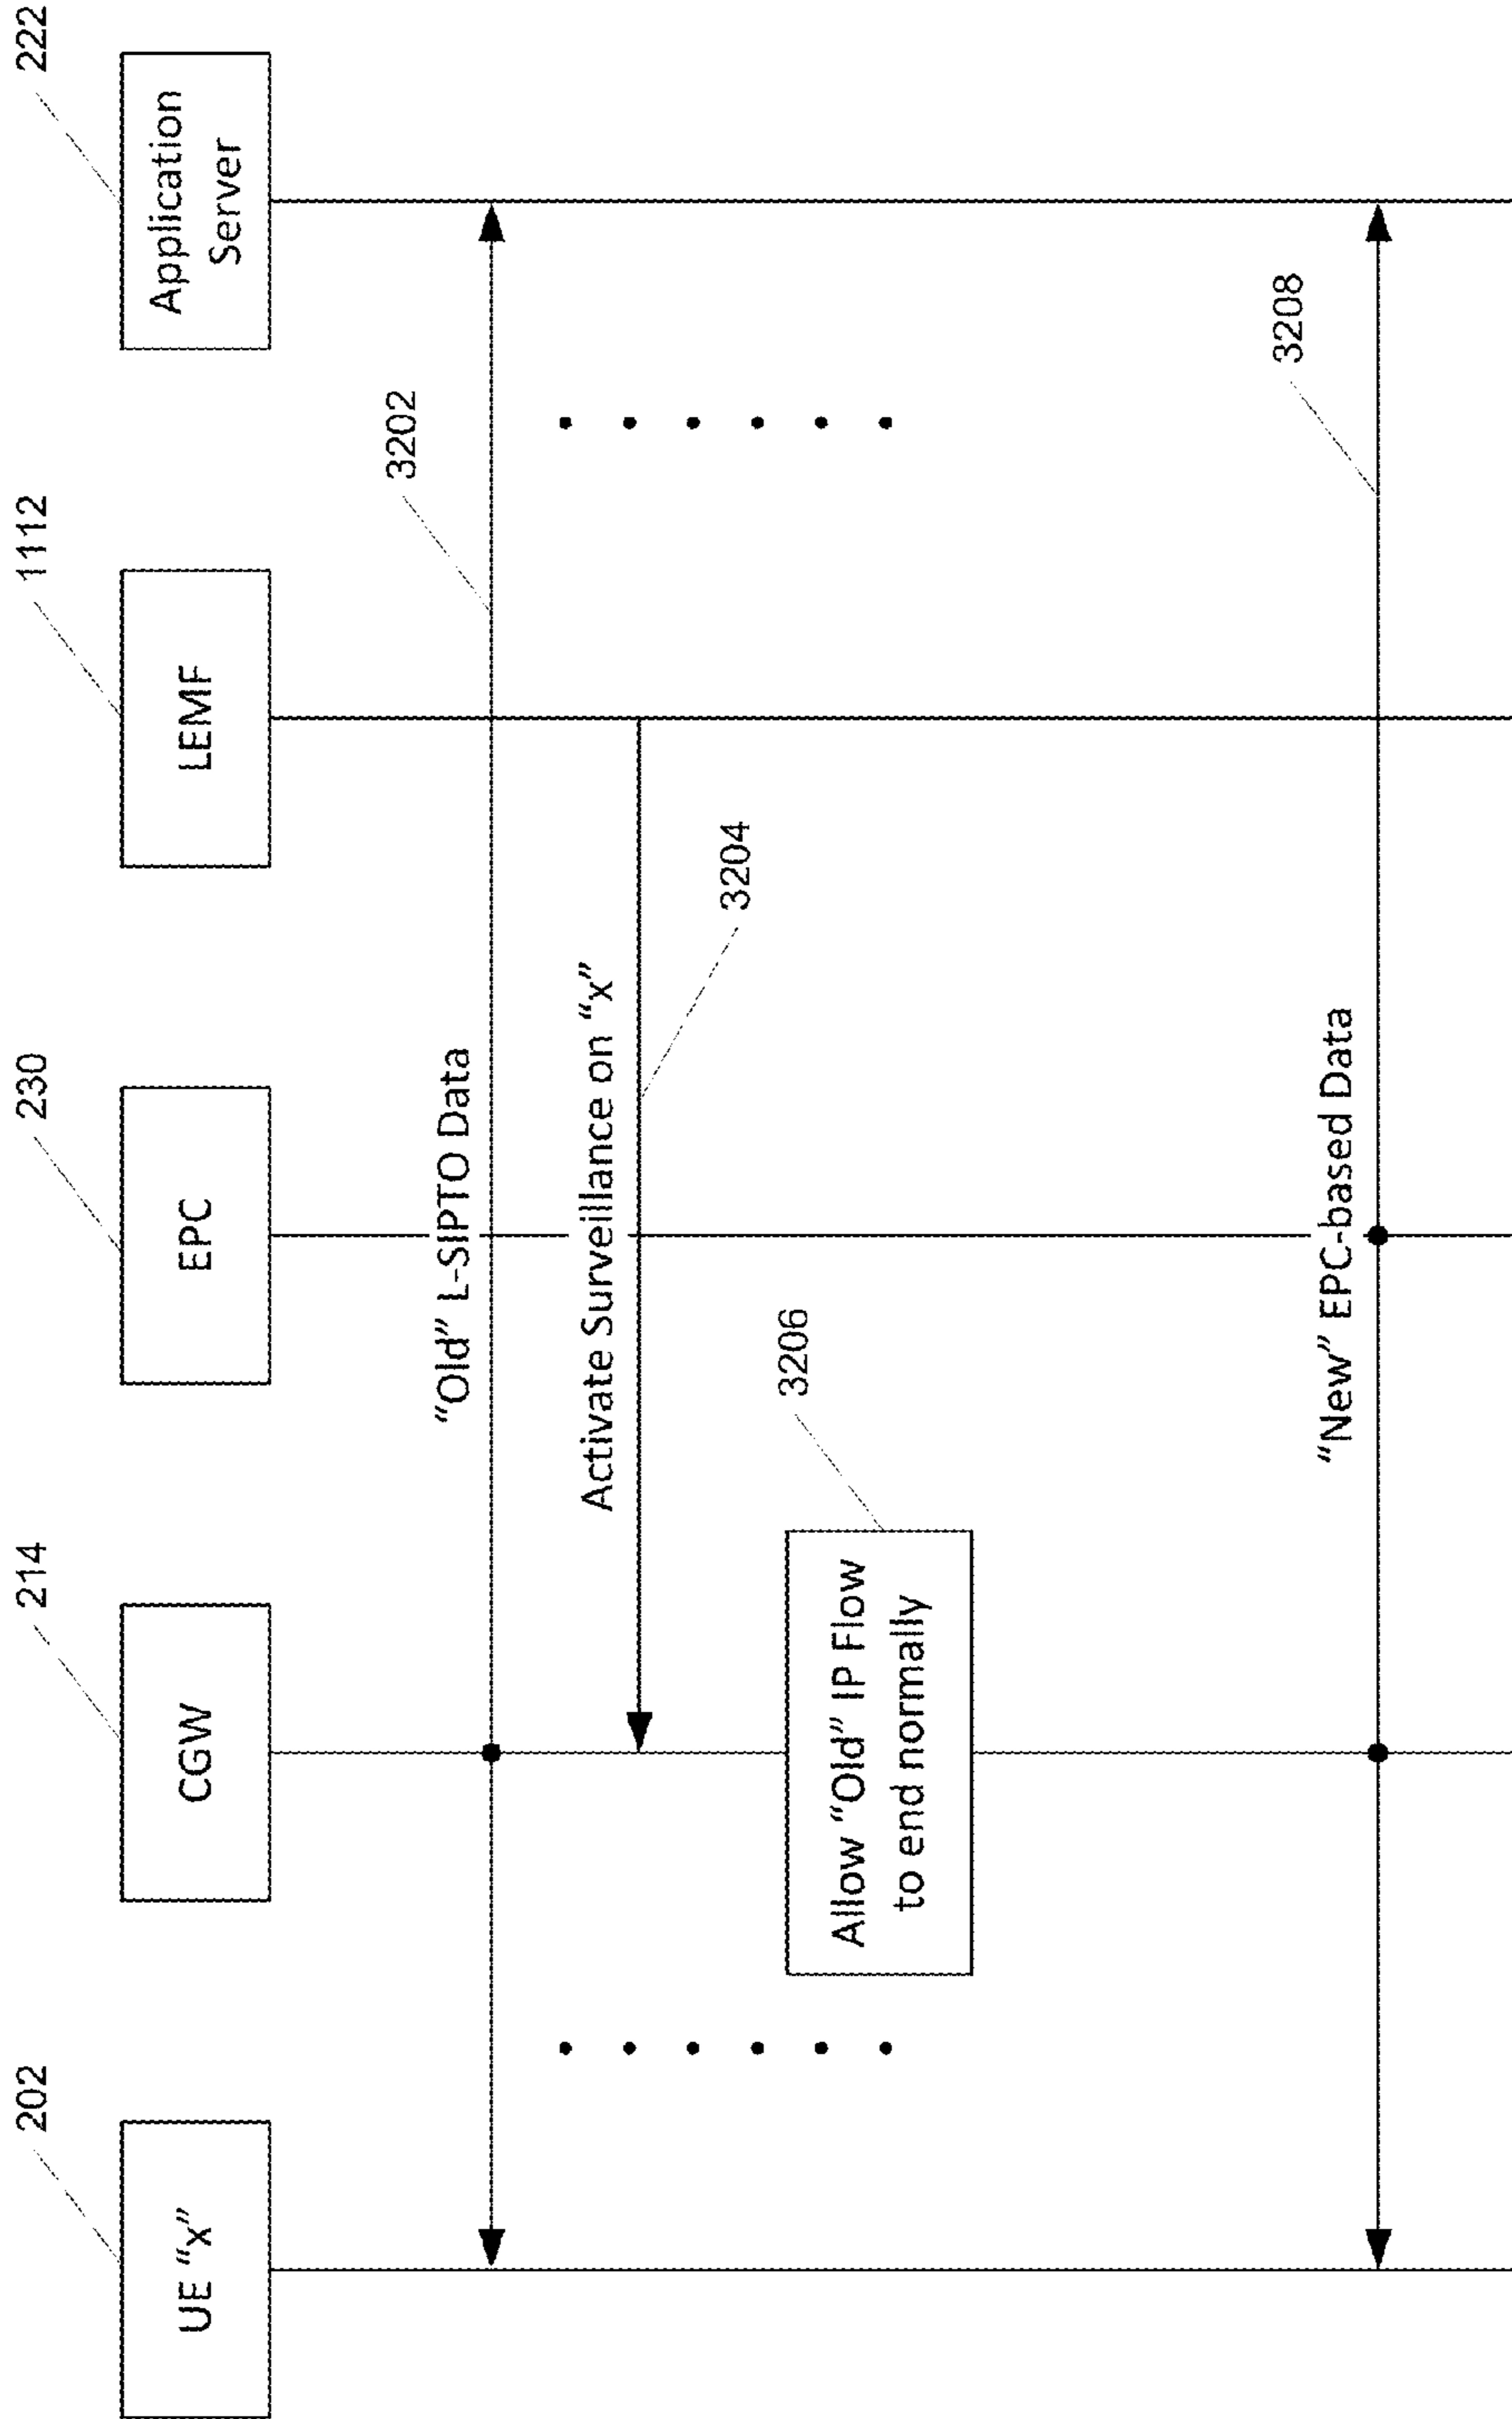 202
214
230
1112
222
UE “x”
CGW
EPC
LEMF
Application
Server
3202
“Old” L-SIPTO Data
Activate Surveillance on “x”
3204
3206
Allow “Old” IP Flow
to end normally
3208
“New” EPC-based Data